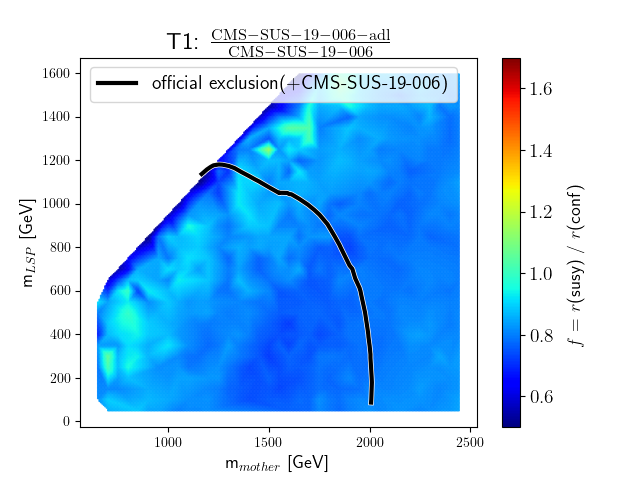 T1: CMS−SUS−19−006−adl
CMS−SUS−19−006
official exclusion(+CMS-SUS-19-006)
1600
1400
1200
1000
800
600
400
200
0
m_LSP [GeV]
1000 1500 2000 2500
m_mother [GeV]
1.6
1.4
1.2
1.0
0.8
0.6
f = r(susy) / r(conf)